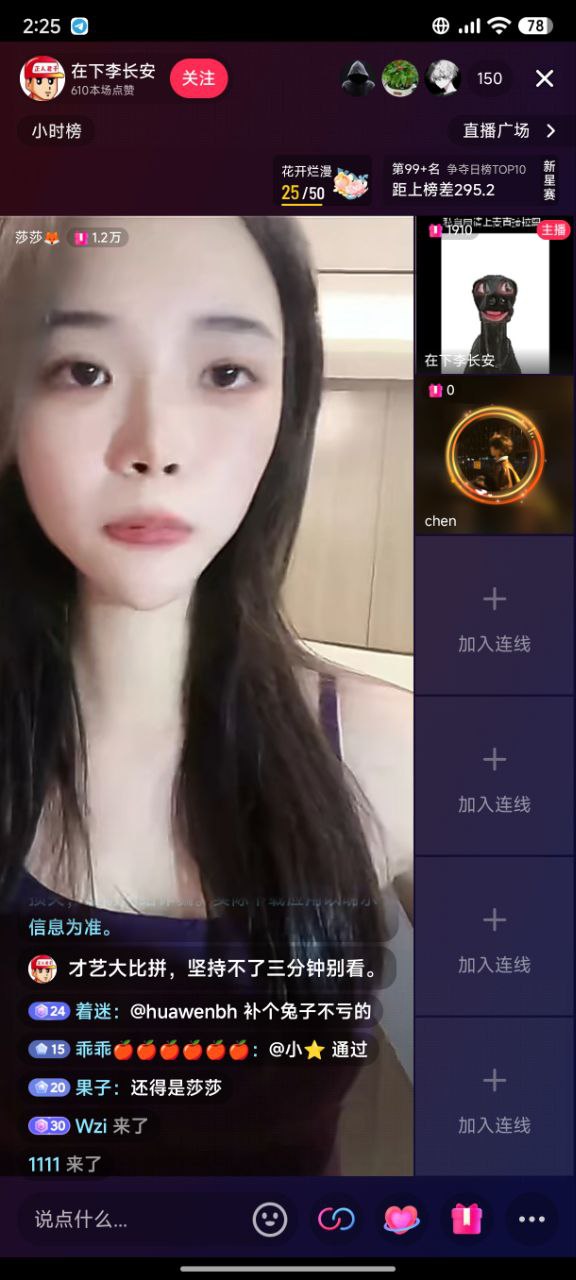 2:25
78
在下李长安
610本场点赞
关注
150
小时榜
直播广场
花开烂漫
25/50
第99+名 争夺日榜TOP10
距上榜差295.2
新星赛
莎莎🦊 1.2万
1910
主播
在下李长安
0
chen
加入连线
加入连线
加入连线
加入连线
信息为准。
才艺大比拼，坚持不了三分钟别看。
24 着迷：@huawenbh 补个兔子不亏的
15 乖乖🍎🍎🍎🍎🍎🍎：@小⭐ 通过
20 果子：还得是莎莎
30 Wzi 来了
1111 来了
说点什么...